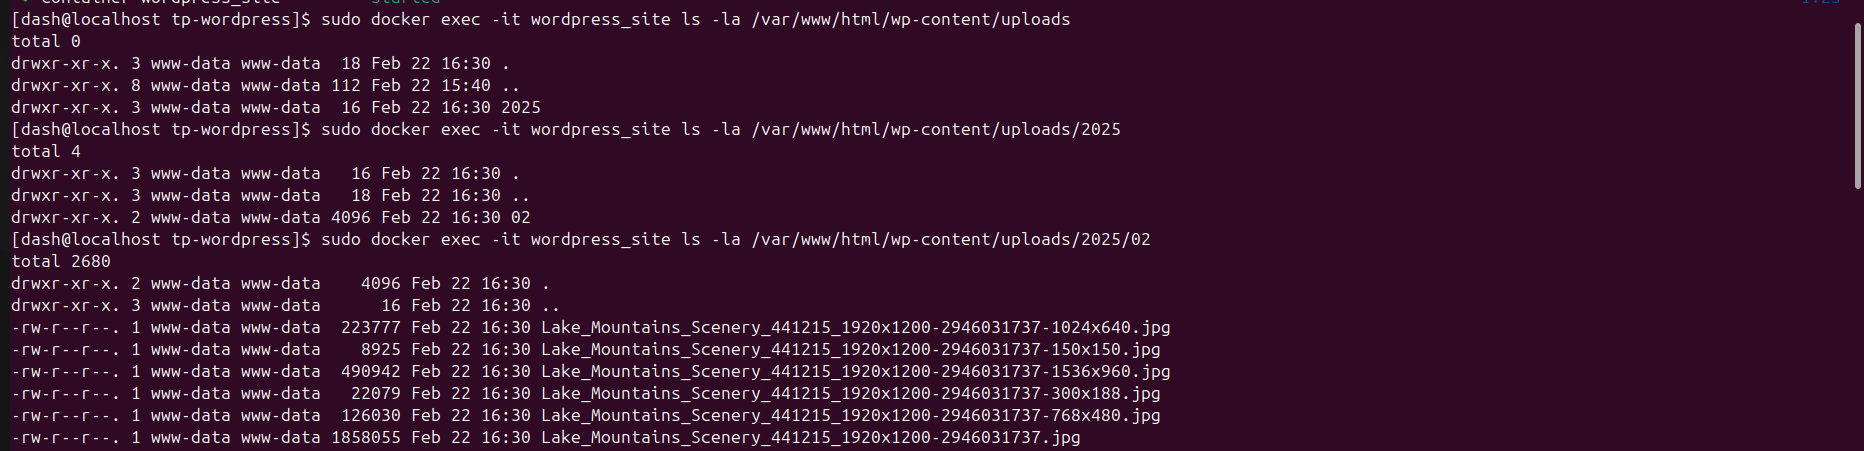 Container wordpress_site Started
[dash@localhost tp-wordpress]$ sudo docker exec -it wordpress_site ls -la /var/www/html/wp-content/uploads
total 0
drwxr-xr-x. 3 www-data www-data  18 Feb 22 16:30 .
drwxr-xr-x. 8 www-data www-data 112 Feb 22 15:40 ..
drwxr-xr-x. 3 www-data www-data  16 Feb 22 16:30 2025
[dash@localhost tp-wordpress]$ sudo docker exec -it wordpress_site ls -la /var/www/html/wp-content/uploads/2025
total 4
drwxr-xr-x. 3 www-data www-data   16 Feb 22 16:30 .
drwxr-xr-x. 3 www-data www-data   18 Feb 22 16:30 ..
drwxr-xr-x. 2 www-data www-data 4096 Feb 22 16:30 02
[dash@localhost tp-wordpress]$ sudo docker exec -it wordpress_site ls -la /var/www/html/wp-content/uploads/2025/02
total 2680
drwxr-xr-x. 2 www-data www-data    4096 Feb 22 16:30 .
drwxr-xr-x. 3 www-data www-data      16 Feb 22 16:30 ..
-rw-r--r--. 1 www-data www-data  223777 Feb 22 16:30 Lake_Mountains_Scenery_441215_1920x1200-2946031737-1024x640.jpg
-rw-r--r--. 1 www-data www-data    8925 Feb 22 16:30 Lake_Mountains_Scenery_441215_1920x1200-2946031737-150x150.jpg
-rw-r--r--. 1 www-data www-data  490942 Feb 22 16:30 Lake_Mountains_Scenery_441215_1920x1200-2946031737-1536x960.jpg
-rw-r--r--. 1 www-data www-data   22079 Feb 22 16:30 Lake_Mountains_Scenery_441215_1920x1200-2946031737-300x188.jpg
-rw-r--r--. 1 www-data www-data  126030 Feb 22 16:30 Lake_Mountains_Scenery_441215_1920x1200-2946031737-768x480.jpg
-rw-r--r--. 1 www-data www-data 1858055 Feb 22 16:30 Lake_Mountains_Scenery_441215_1920x1200-2946031737.jpg